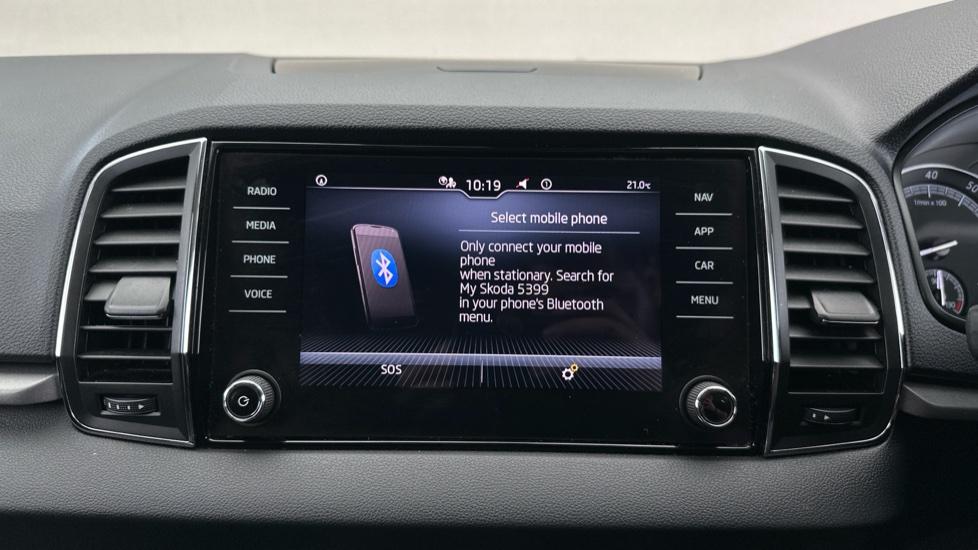 RADIO
MEDIA
PHONE
VOICE
10:19
21.0°c
Select mobile phone
Only connect your mobile
phone
when stationary. Search for
My Skoda 5399
in your phone's Bluetooth
menu.
SOS
NAV
APP
CAR
MENU
40
50
1/min x 100